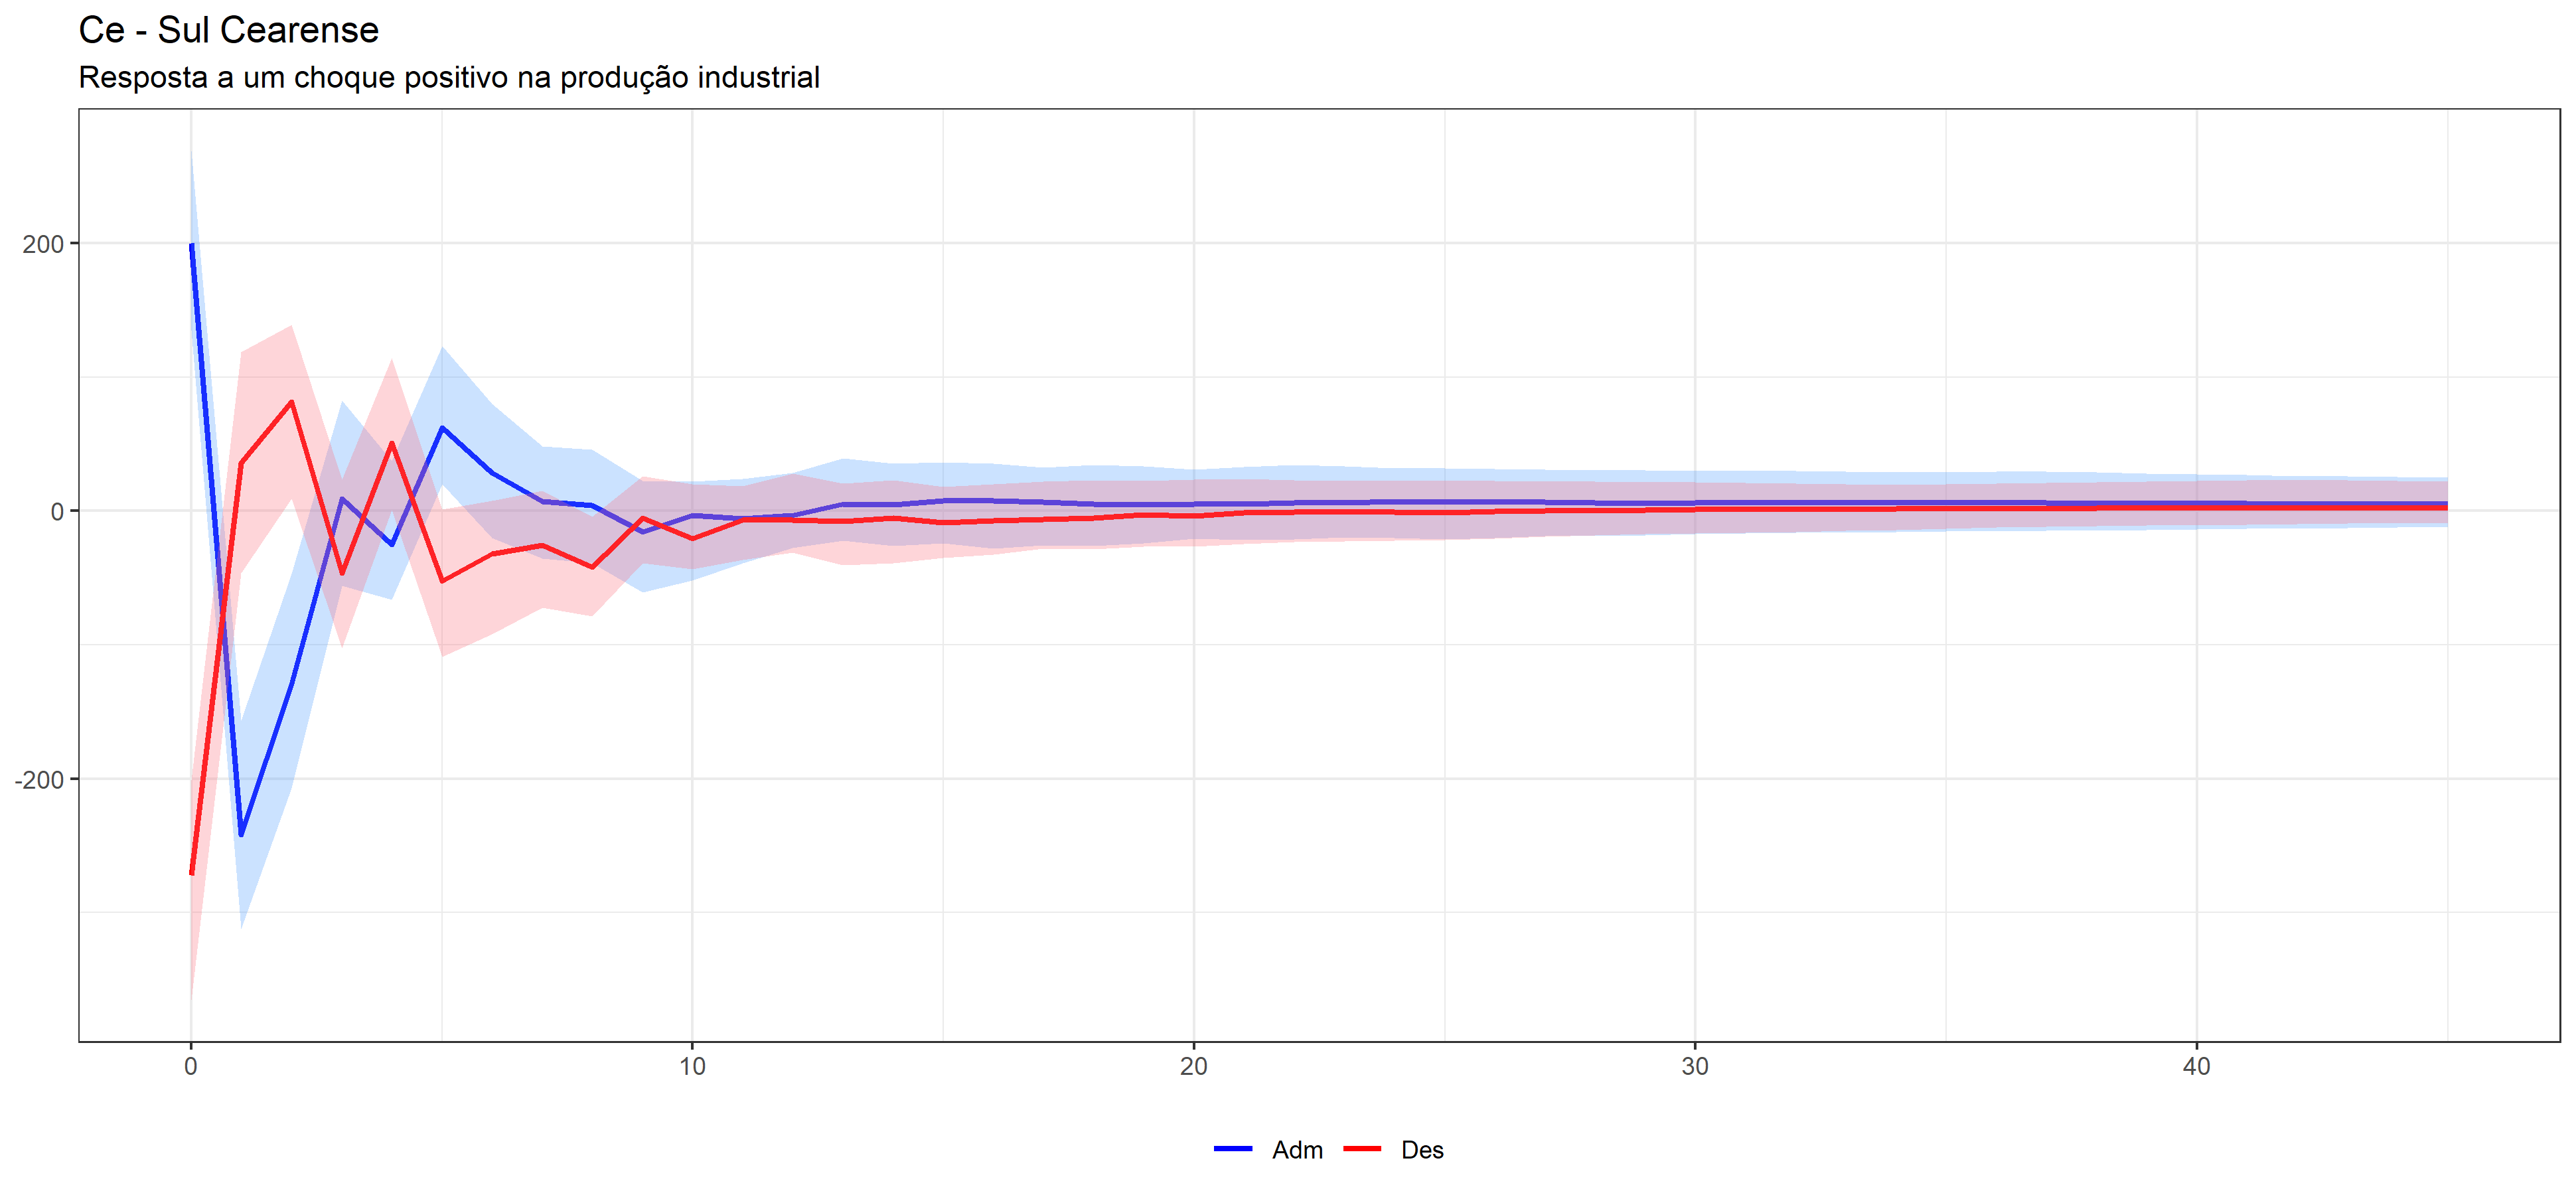 Ce - Sul Cearense
Resposta a um choque positivo na produção industrial
200
0
-200
0 10 20 30 40
Adm Des